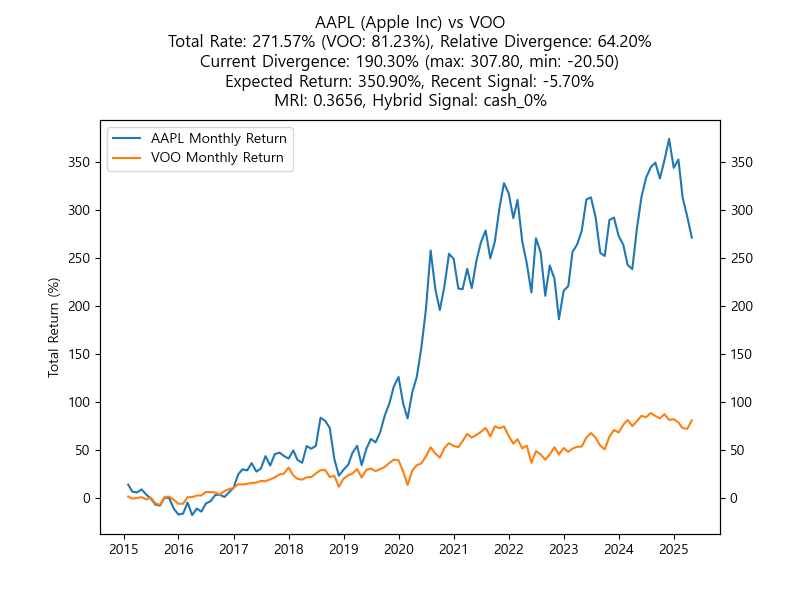 AAPL (Apple Inc) vs VOO
Total Rate: 271.57% (VOO: 81.23%), Relative Divergence: 64.20%
Current Divergence: 190.30% (max: 307.80, min: -20.50)
Expected Return: 350.90%, Recent Signal: -5.70%
MRI: 0.3656, Hybrid Signal: cash_0%
AAPL Monthly Return
VOO Monthly Return
Total Return (%)
350
300
250
200
150
100
50
0
350
300
250
200
150
100
50
0
2015 2016 2017 2018 2019 2020 2021 2022 2023 2024 2025